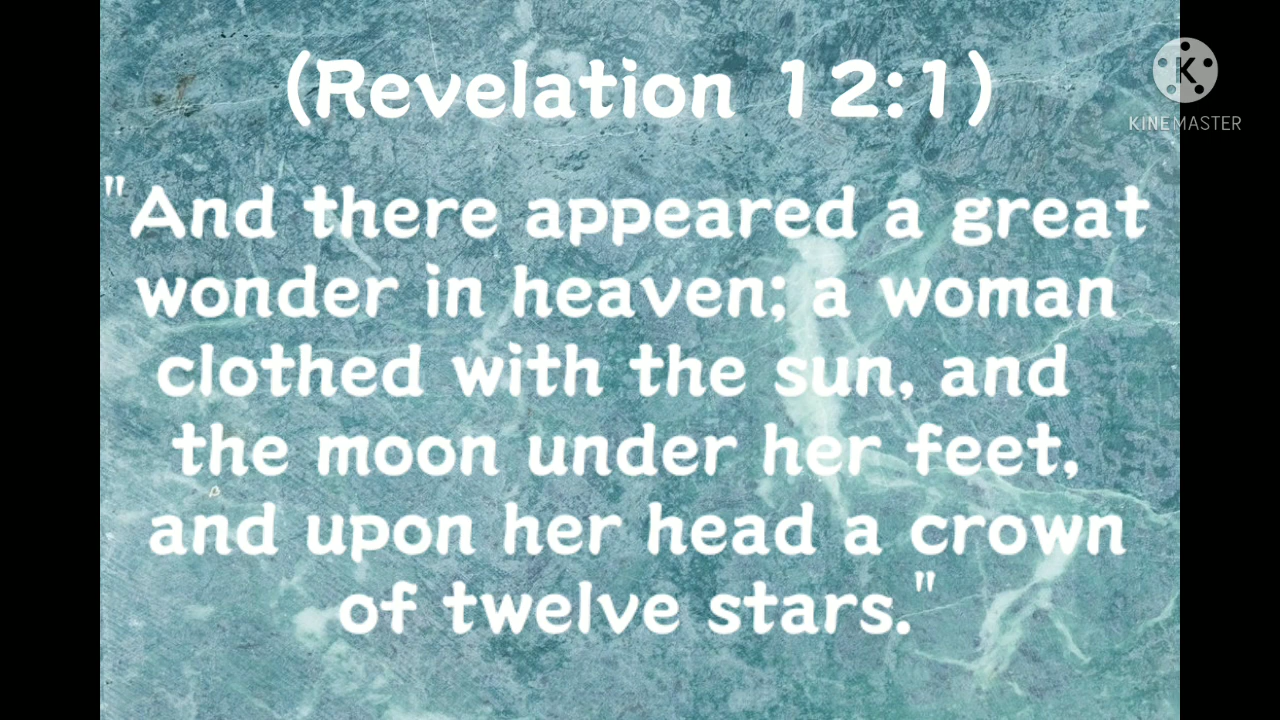 (Revelation 12:1)
KINEMASTER
"And there appeared a great
wonder in heaven; a woman
clothed with the sun, and
the moon under her feet,
and upon her head a crown
of twelve stars."